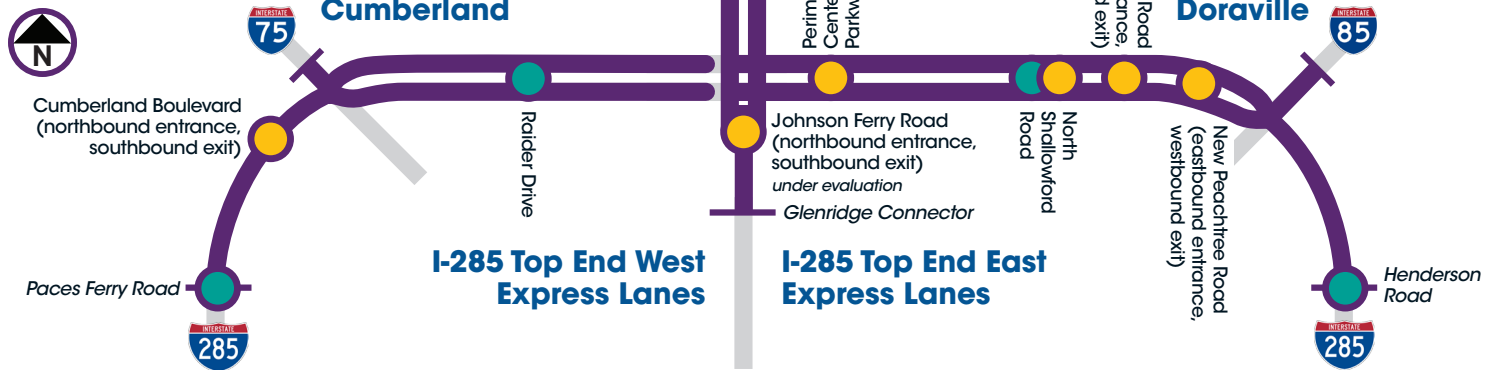 Cumberland
INTERSTATE
75
N
Cumberland Boulevard
(northbound entrance,
southbound exit)
Raider Drive
Paces Ferry Road
INTERSTATE
285
I-285 Top End West
Express Lanes
Johnson Ferry Road
(northbound entrance,
southbound exit)
under evaluation
Glenridge Connector
I-285 Top End East
Express Lanes
North
Shallowford
Road
Road
exit)
Doraville
INTERSTATE
85
New Peachtree Road
(eastbound entrance,
westbound exit)
Henderson
Road
INTERSTATE
285